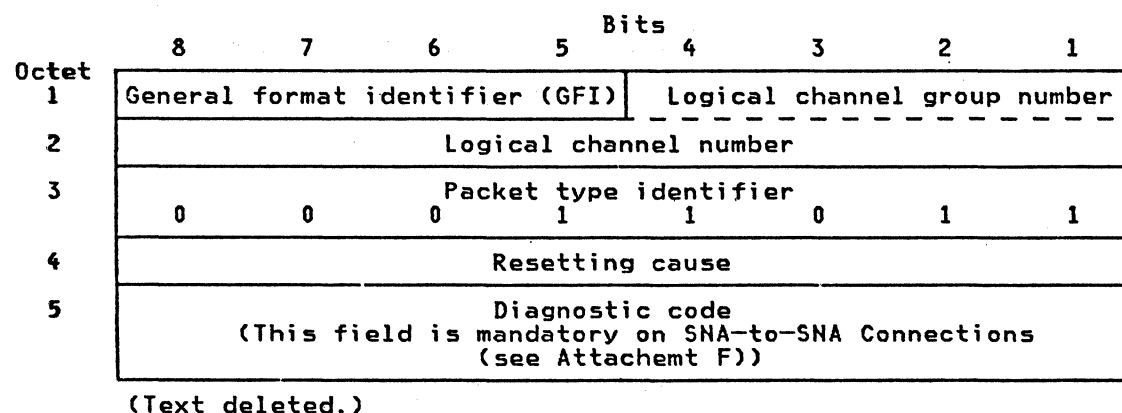 Bits
8 7 6 5 4 3 2 1
Octet
1 General format identifier (GFI) Logical channel group number
2 Logical channel number
3 Packet type identifier
0 0 0 1 1 0 1 1
4 Resetting cause
5 Diagnostic code
(This field is mandatory on SNA-to-SNA Connections
(see Attachemt F))
(Text deleted.)